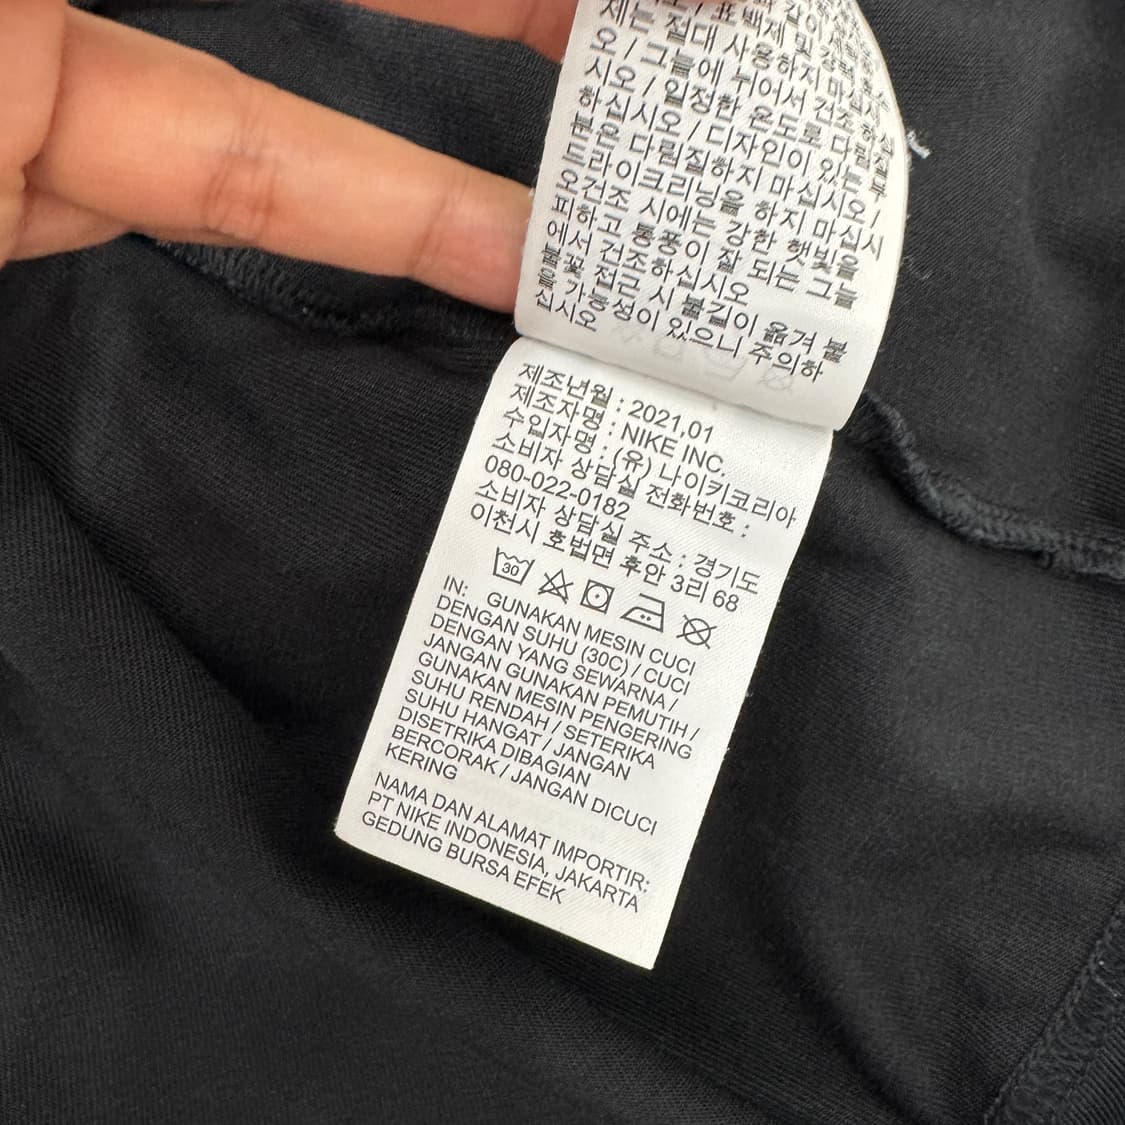 제는 절대 사용하지 마십시
오 / 그늘에 뉘어서 건조하십
시오 / 일정한 온도로 다림질
하십시오 / 디자인이 있는
부은 다림질하지 마십시오 /
드라이크리닝을 하지 마십시
오건조 시에는 강한 햇빛을
피하고 통풍이 잘 되는 그늘
에서 건조하십시오
불꽃 접근 시 불길이 옮겨 붙
을 가능성이 있으니 주의하
십시오
제조년월 : 2021,01
제조자명 : NIKE INC.
수입자명 : (유) 나이키코리아
소비자 상담실 전화번호 :
080-022-0182
소비자 상담실 주소 : 경기도
이천시 호법면 후안 3리 68
30
IN: GUNAKAN MESIN CUCI
DENGAN SUHU (30C) / CUCI
DENGAN YANG SEWARNA /
JANGAN GUNAKAN PEMUTIH /
GUNAKAN MESIN PENGERING
SUHU RENDAH / SETERIKA
SUHU HANGAT / JANGAN
DISETRIKA DIBAGIAN
BERCORAK / JANGAN DICUCI
KERING
NAMA DAN ALAMAT IMPORTIR:
PT NIKE INDONESIA, JAKARTA
GEDUNG BURSA EFEK